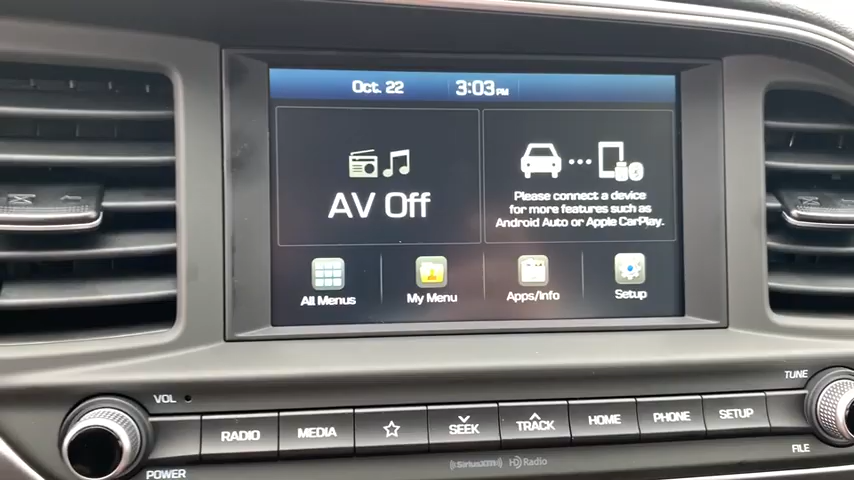 Oct. 22
3:03 PM
AV Off
Please connect a device
for more features such as
Android Auto or Apple CarPlay.
All Menus
My Menu
Apps/Info
Setup
VOL
TUNE
RADIO
MEDIA
SEEK
TRACK
HOME
PHONE
SETUP
POWER
FILE
((SiriusXM))
HD Radio